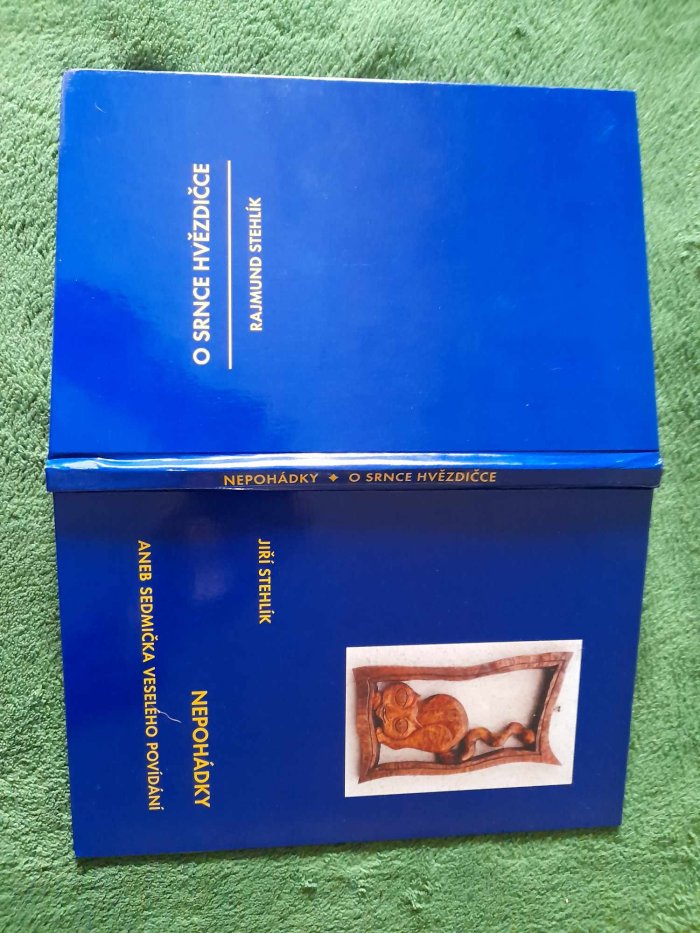 O SRNCE HVĚZDIČCE
RAJMUND STEHLÍK
NEPOHÁDKY ✦ O SRNCE HVĚZDIČCE
JIŘÍ STEHLÍK
NEPOHÁDKY
ANEB SEDMIČKA VESELÉHO POVÍDÁNÍ